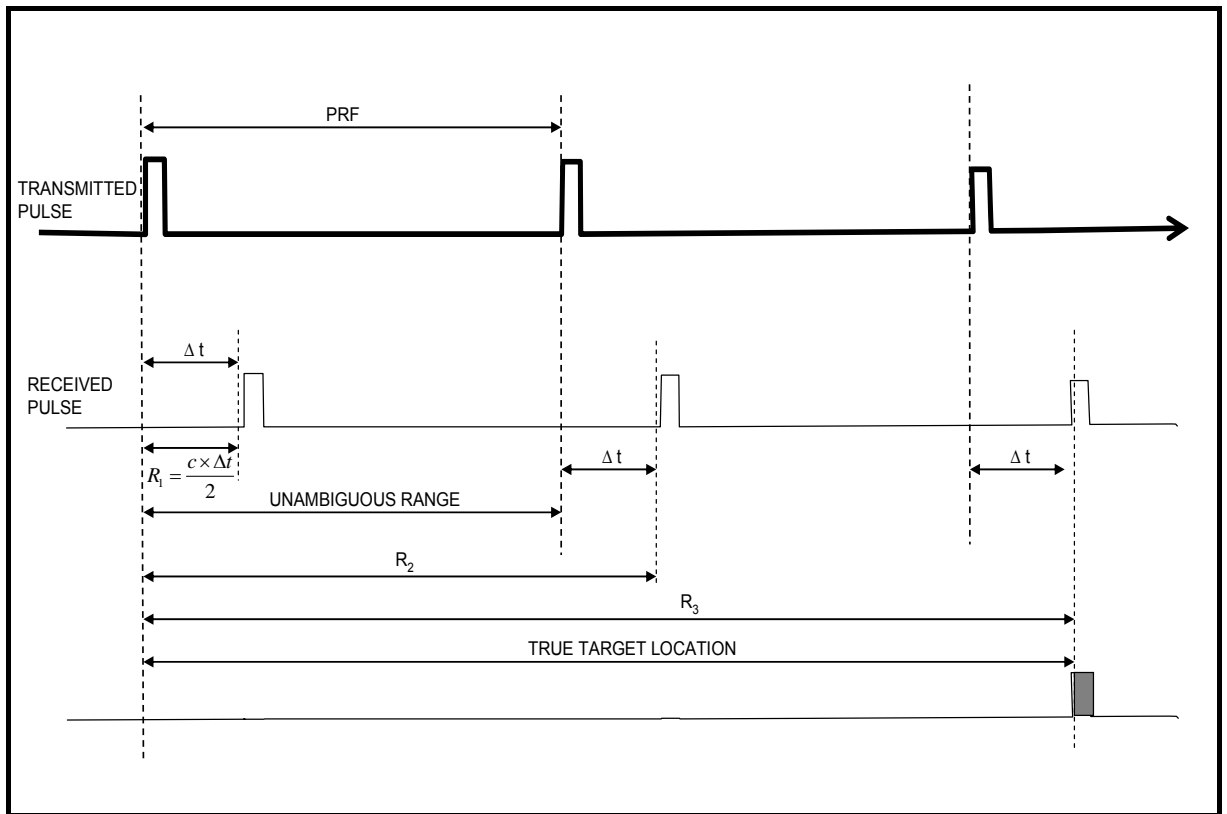 PRF
TRANSMITTED
PULSE
Δ t
RECEIVED
PULSE
R₁ = c × Δt / 2
Δ t
Δ t
UNAMBIGUOUS RANGE
R₂
R₃
TRUE TARGET LOCATION